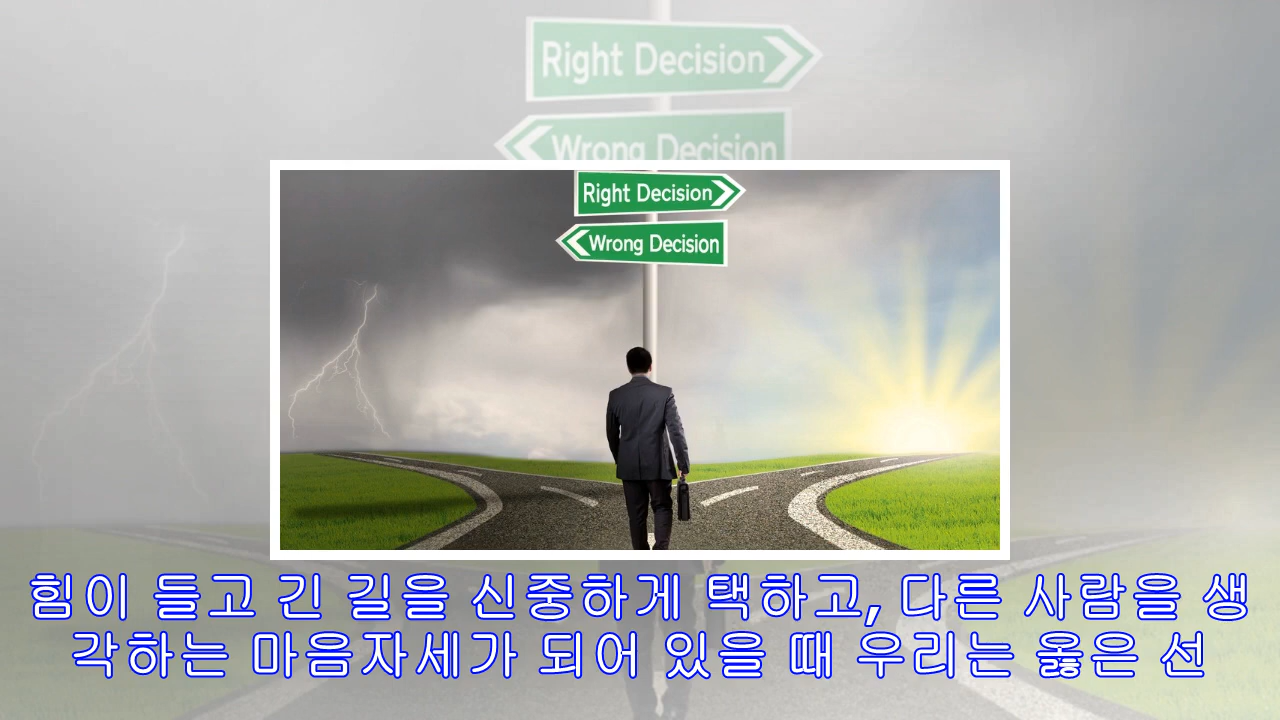 Right Decision
Wrong Decision
Right Decision
Wrong Decision
힘이 들고 긴 길을 신중하게 택하고, 다른 사람을 생
각하는 마음자세가 되어 있을 때 우리는 옳은 선